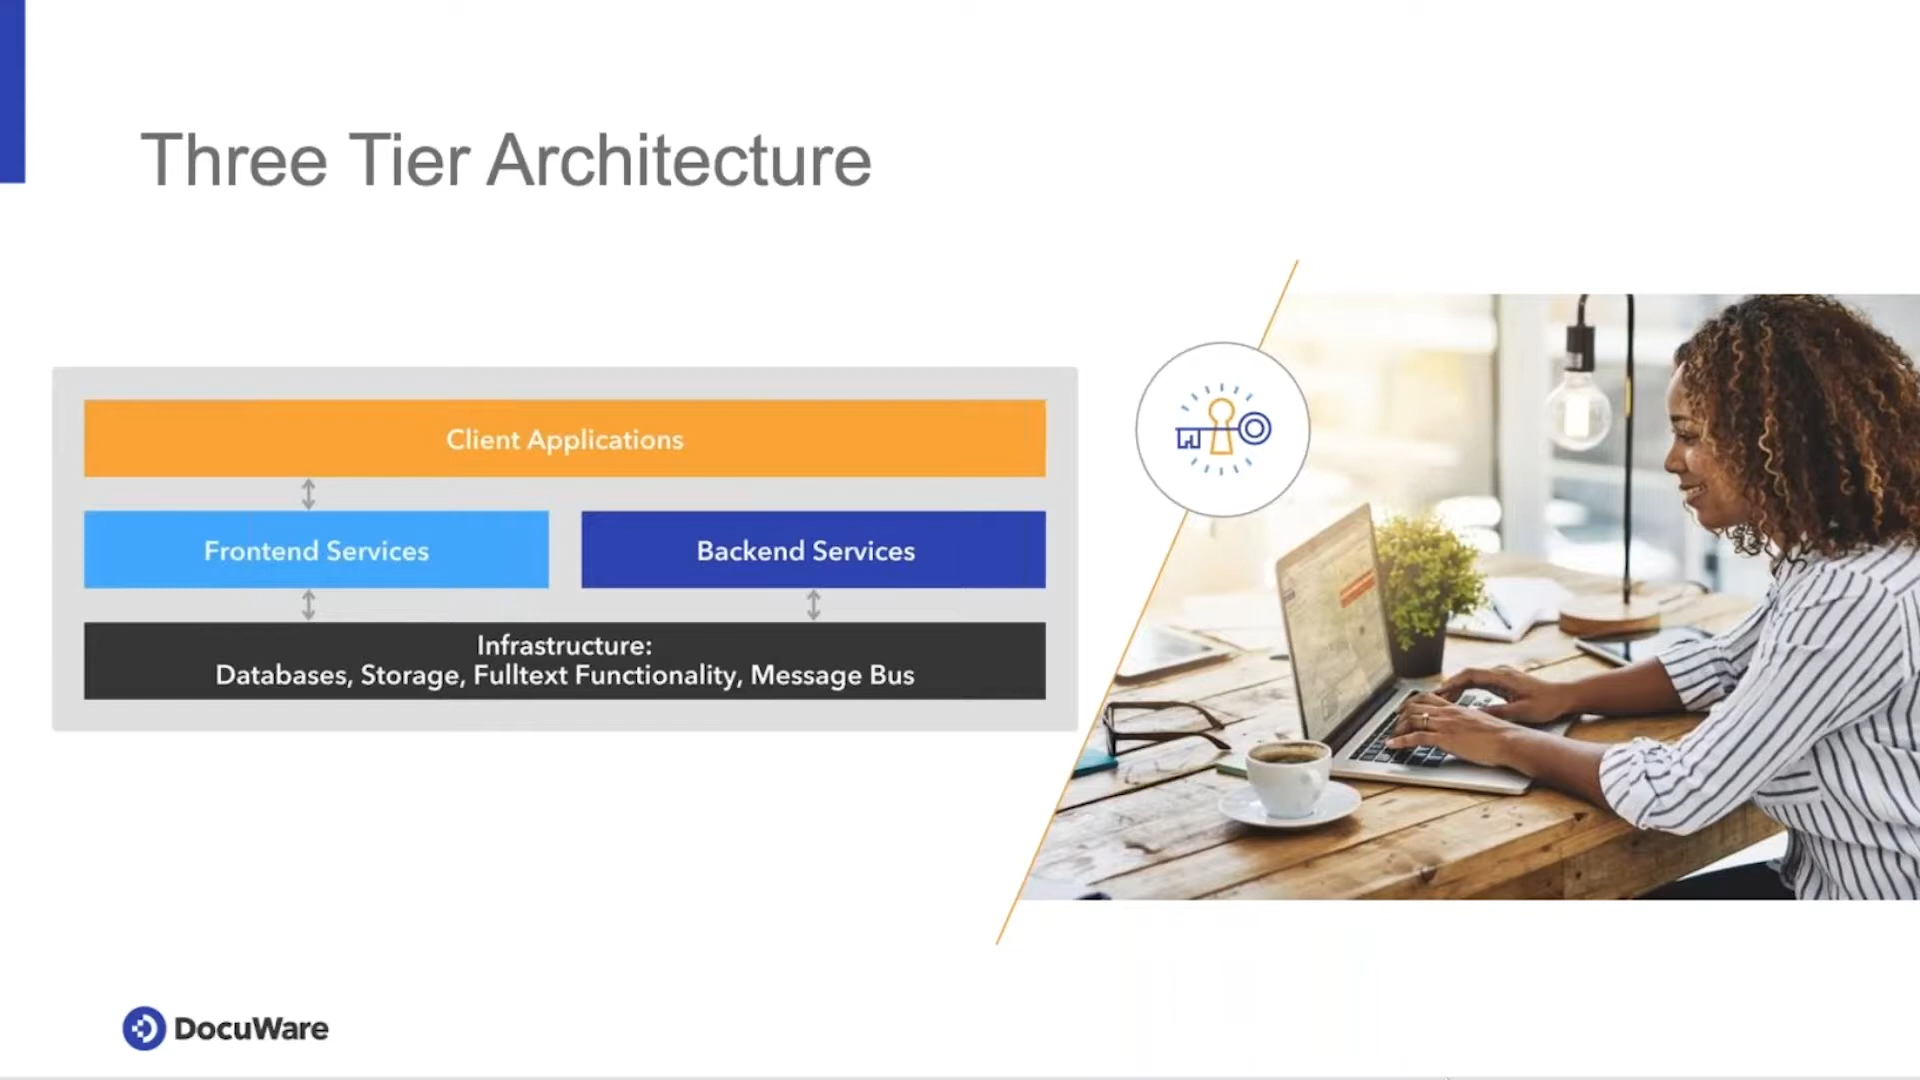 Three Tier Architecture
Client Applications
Frontend Services
Backend Services
Infrastructure:
Databases, Storage, Fulltext Functionality, Message Bus
DocuWare